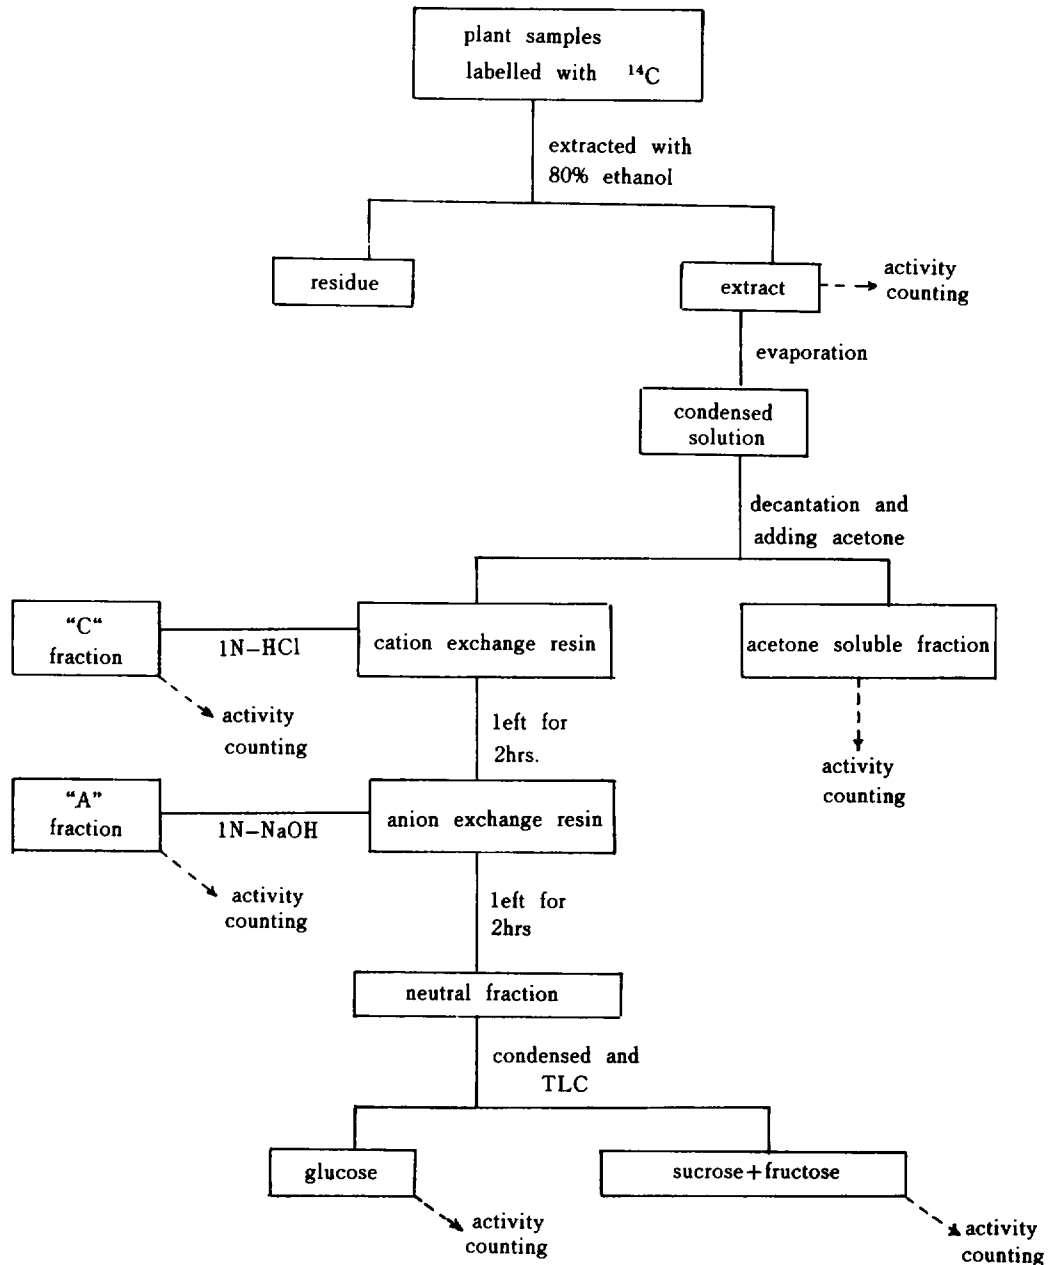 plant samples
labelled with ¹⁴C
extracted with
80% ethanol
residue
extract
activity
counting
evaporation
condensed
solution
decantation and
adding acetone
“C“
fraction
1N–HCl
cation exchange resin
acetone soluble fraction
activity
counting
left for
2hrs.
activity
counting
“A”
fraction
1N–NaOH
anion exchange resin
activity
counting
left for
2hrs
neutral fraction
condensed and
TLC
glucose
sucrose+fructose
activity
counting
activity
counting